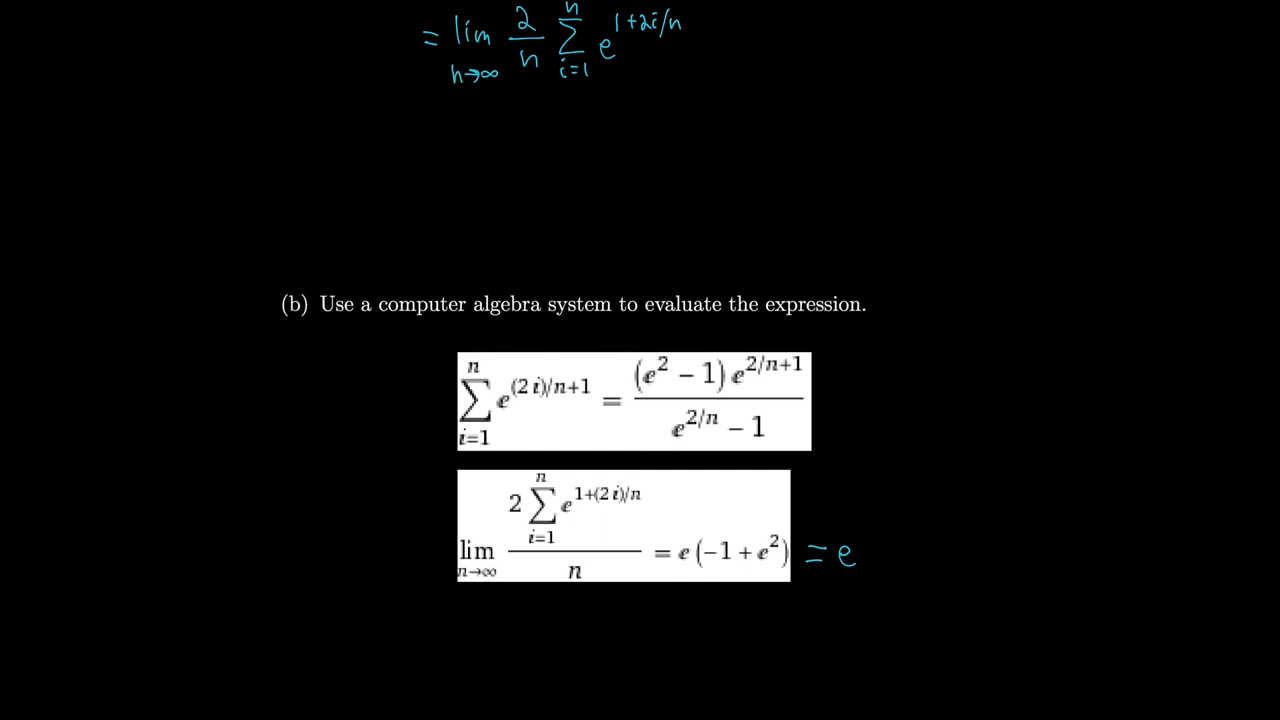 = lim n→∞ 2/n n∑i=1 e^{1+2i/n}
(b) Use a computer algebra system to evaluate the expression.
n∑i=1 e^{(2 i)/n+1} = (e^2 − 1) e^{2/n+1} / e^{2/n} − 1
lim n→∞ 2 n∑i=1 e^{1+(2 i)/n} / n = e (−1 + e^2) = e